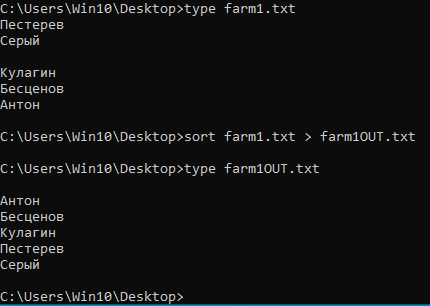 C:\Users\Win10\Desktop>type farm1.txt
Пестерев
Серый

Кулагин
Бесценов
Антон

C:\Users\Win10\Desktop>sort farm1.txt > farm1OUT.txt

C:\Users\Win10\Desktop>type farm1OUT.txt

Антон
Бесценов
Кулагин
Пестерев
Серый

C:\Users\Win10\Desktop>